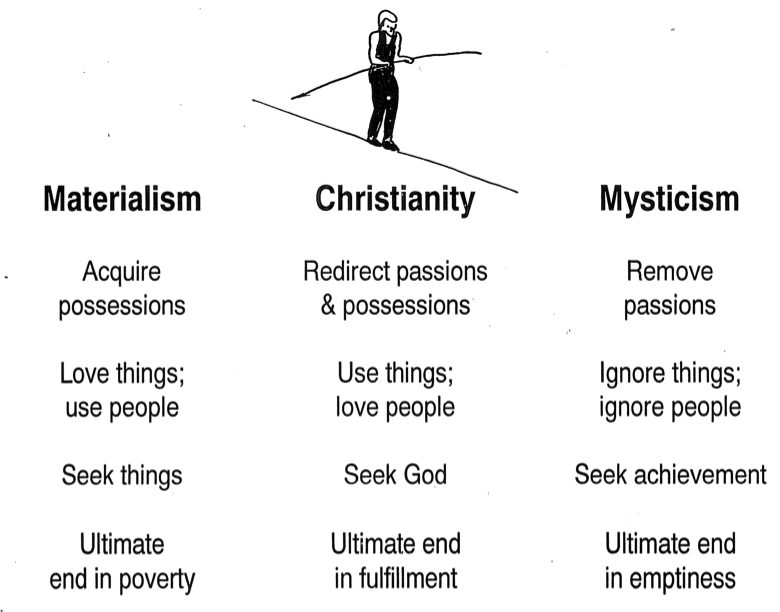 Materialism Christianity Mysticism
Acquire Redirect passions Remove
possessions & possessions passions
Love things; Use things; Ignore things;
use people love people ignore people
Seek things Seek God Seek achievement
Ultimate Ultimate end Ultimate end
end in poverty in fulfillment in emptiness